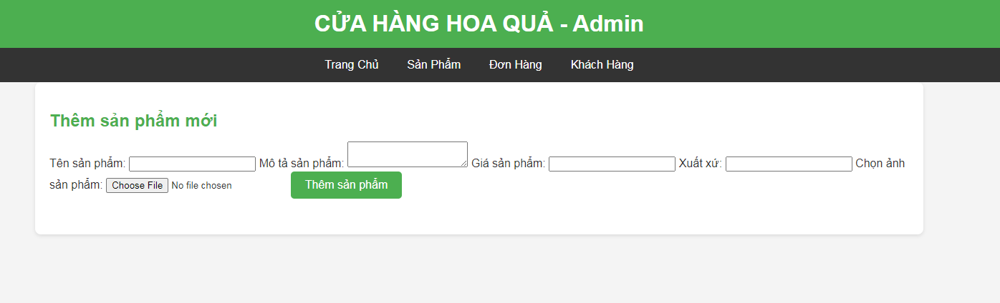 CỬA HÀNG HOA QUẢ - Admin
Trang Chủ Sản Phẩm Đơn Hàng Khách Hàng
Thêm sản phẩm mới
Tên sản phẩm: Mô tả sản phẩm: Giá sản phẩm: Xuất xứ: Chọn ảnh
sản phẩm: Choose File No file chosen Thêm sản phẩm